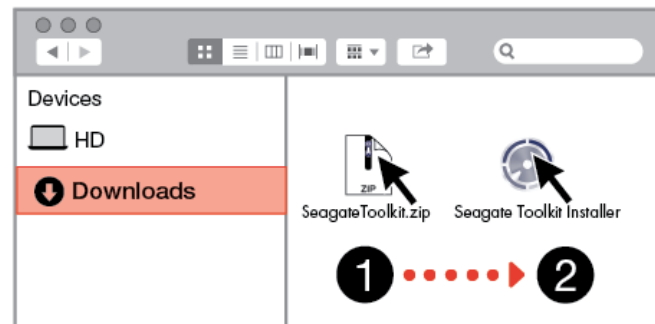 Devices
HD
Downloads
ZIP
SeagateToolkit.zip
Seagate Toolkit Installer
1
2